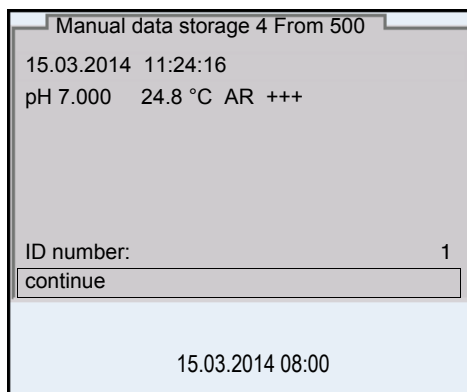 Manual data storage 4 From 500
15.03.2014 11:24:16
pH 7.000 24.8 °C AR +++
ID number: 1
continue
15.03.2014 08:00